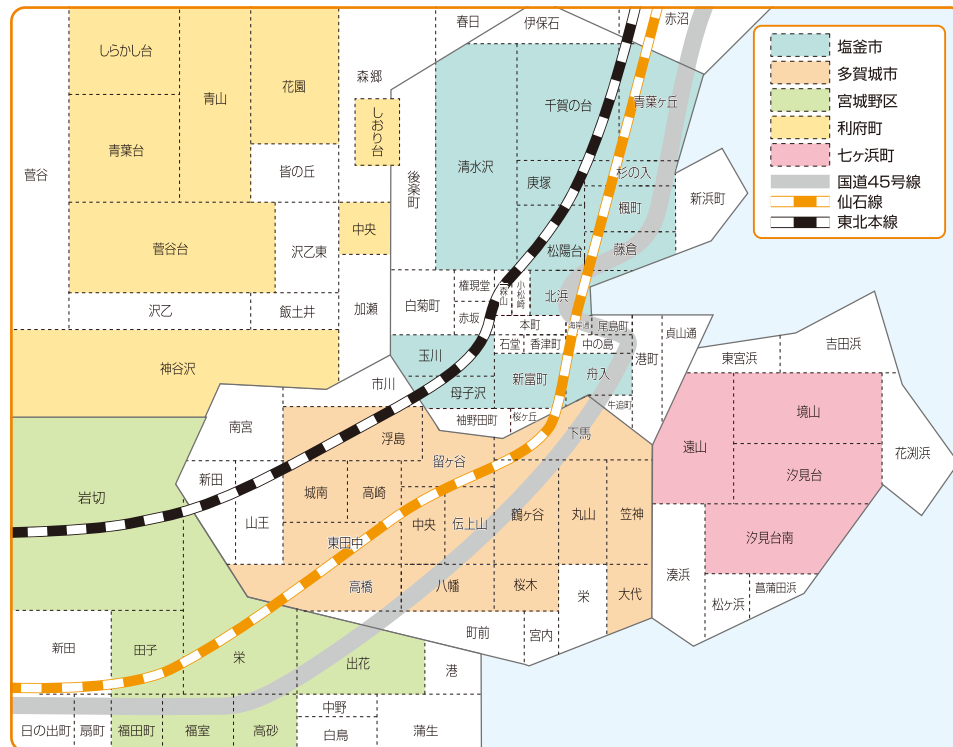 春日
伊保石
赤沼
しらかし台
青山
花園
森郷
千賀の台
青葉ヶ丘
しおり台
青葉台
菅谷
皆の丘
後楽町
清水沢
庚塚
杉の入
楓町
新浜町
中央
菅谷台
沢乙東
松陽台
藤倉
沢乙
飯土井
加瀬
白菊町
権現堂
一森山
小松崎
北浜
赤坂
本町
海岸通
尾島町
貞山通
石堂
香津町
中の島
港町
神谷沢
玉川
新富町
舟入
市川
母子沢
牛追町
袖野田町
桜ヶ丘
下馬
東宮浜
吉田浜
南宮
浮島
留ヶ谷
遠山
境山
花渕浜
汐見台
新田
岩切
山王
城南
高崎
中央
伝上山
鶴ヶ谷
丸山
笠神
東田中
汐見台南
高橋
八幡
桜木
栄
大代
湊浜
松ヶ浜
菖蒲田浜
町前
宮内
新田
田子
栄
出花
港
日の出町
扇町
福田町
福室
高砂
中野
白鳥
蒲生
塩釜市
多賀城市
宮城野区
利府町
七ヶ浜町
国道45号線
仙石線
東北本線